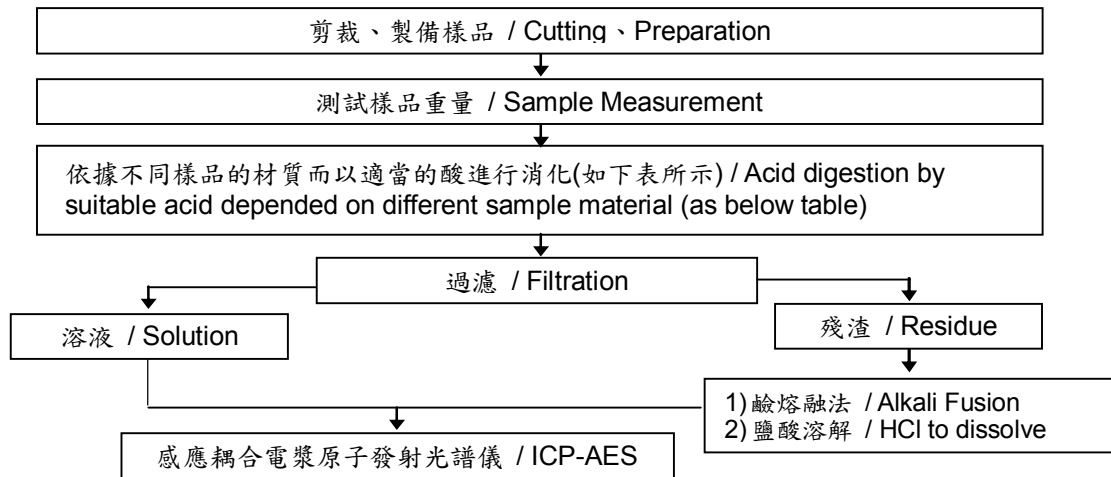 剪裁、製備樣品 / Cutting、Preparation
測試樣品重量 / Sample Measurement
依據不同樣品的材質而以適當的酸進行消化(如下表所示) / Acid digestion by
suitable acid depended on different sample material (as below table)
過濾 / Filtration
溶液 / Solution
殘渣 / Residue
1) 鹼熔融法 / Alkali Fusion
2) 鹽酸溶解 / HCl to dissolve
感應耦合電漿原子發射光譜儀 / ICP-AES